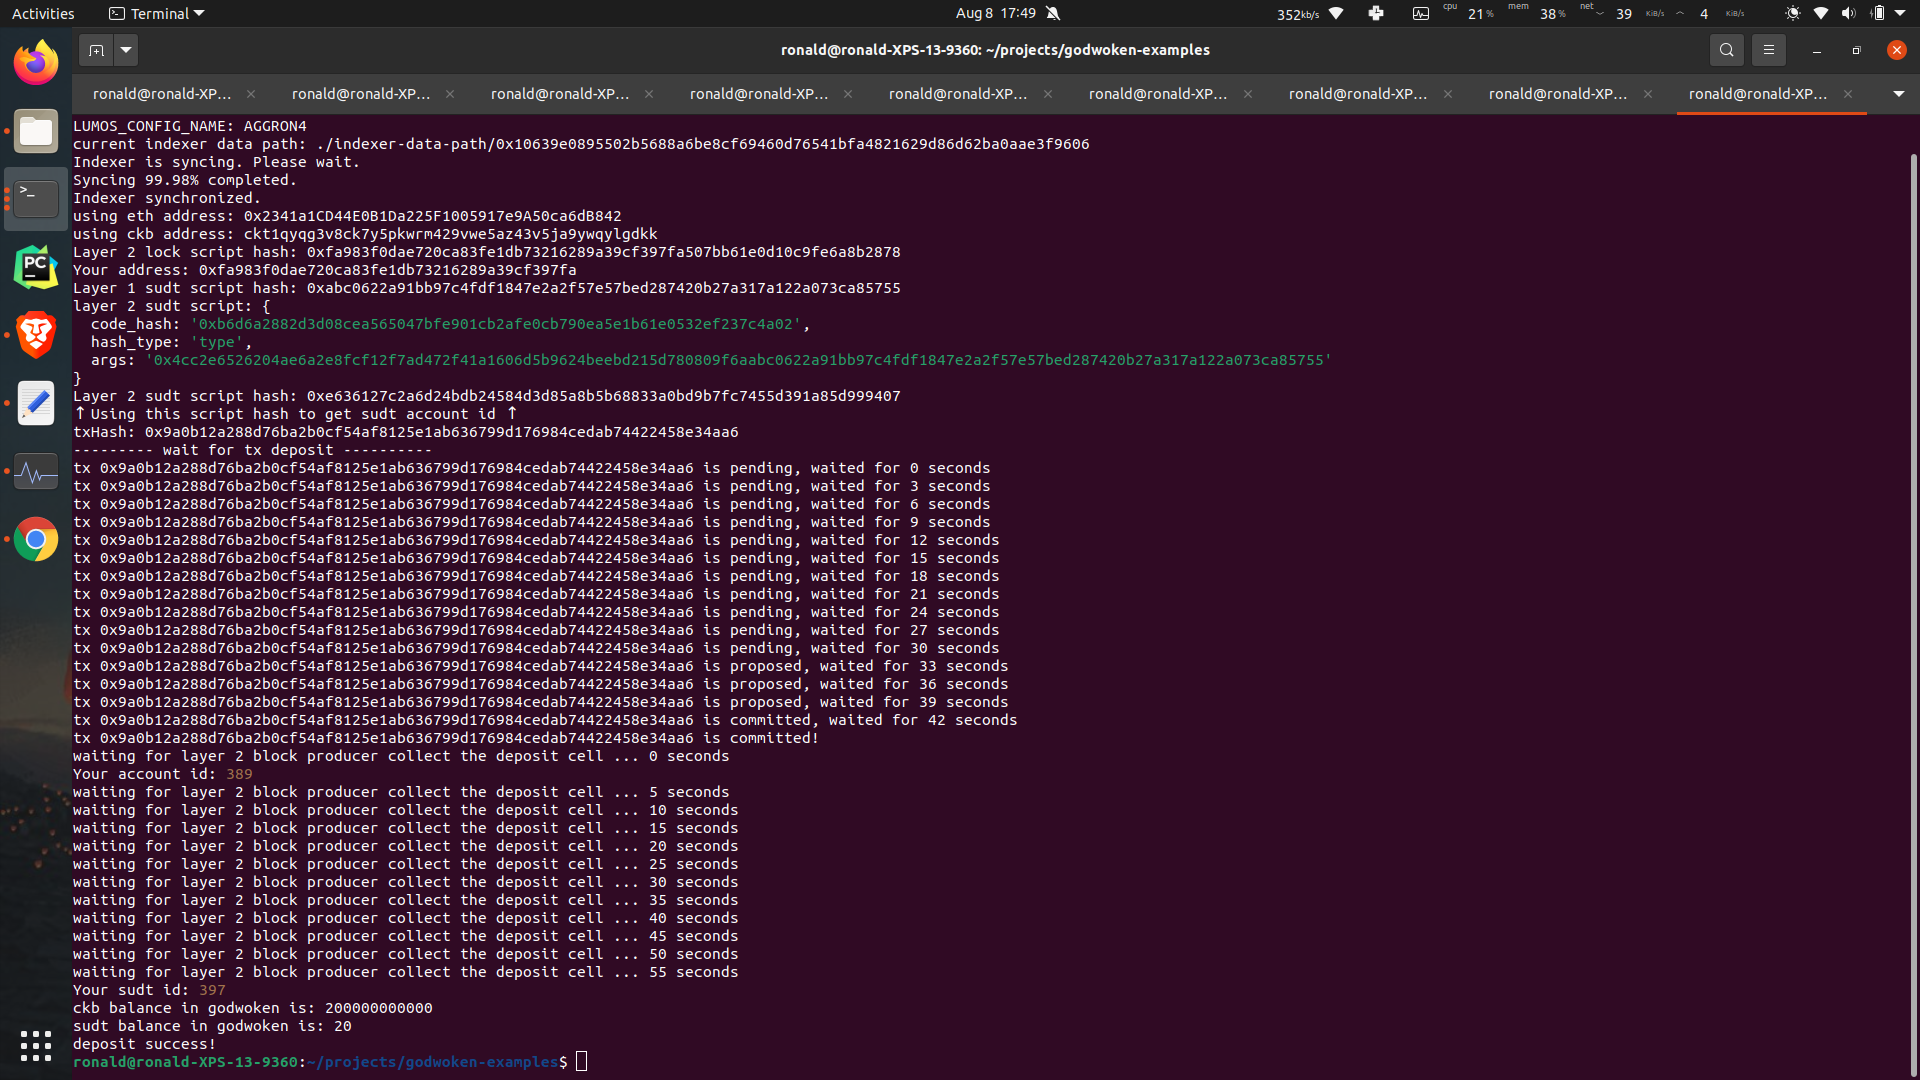 Activities Terminal Aug 8 17:49 352kb/s cpu 21% mem 38% net 39 KiB/s 4 KiB/s
ronald@ronald-XPS-13-9360: ~/projects/godwoken-examples
ronald@ronald-XP... ronald@ronald-XP... ronald@ronald-XP... ronald@ronald-XP... ronald@ronald-XP... ronald@ronald-XP... ronald@ronald-XP... ronald@ronald-XP... ronald@ronald-XP...
PC
LUMOS_CONFIG_NAME: AGGRON4
current indexer data path: ./indexer-data-path/0x10639e0895502b5688a6be8cf69460d76541bfa4821629d86d62ba0aae3f9606
Indexer is syncing. Please wait.
Syncing 99.98% completed.
Indexer synchronized.
using eth address: 0x2341a1CD44E0B1Da225F1005917e9A50ca6dB842
using ckb address: ckt1qyqg3v8ck7y5pkwrm429vwe5az43v5ja9ywqylgdkk
Layer 2 lock script hash: 0xfa983f0dae720ca83fe1db73216289a39cf397fa507bb61e0d10c9fe6a8b2878
Your address: 0xfa983f0dae720ca83fe1db73216289a39cf397fa
Layer 1 sudt script hash: 0xabc0622a91bb97c4fdf1847e2a2f57e57bed287420b27a317a122a073ca85755
layer 2 sudt script: {
  code_hash: '0xb6d6a2882d3d08cea565047bfe901cb2afe0cb790ea5e1b61e0532ef237c4a02',
  hash_type: 'type',
  args: '0x4cc2e6526204ae6a2e8fcf12f7ad472f41a1606d5b9624beebd215d780809f6aabc0622a91bb97c4fdf1847e2a2f57e57bed287420b27a317a122a073ca85755'
}
Layer 2 sudt script hash: 0xe636127c2a6d24bdb24584d3d85a8b5b68833a0bd9b7fc7455d391a85d999407
↑Using this script hash to get sudt account id ↑
txHash: 0x9a0b12a288d76ba2b0cf54af8125e1ab636799d176984cedab74422458e34aa6
--------- wait for tx deposit ----------
tx 0x9a0b12a288d76ba2b0cf54af8125e1ab636799d176984cedab74422458e34aa6 is pending, waited for 0 seconds
tx 0x9a0b12a288d76ba2b0cf54af8125e1ab636799d176984cedab74422458e34aa6 is pending, waited for 3 seconds
tx 0x9a0b12a288d76ba2b0cf54af8125e1ab636799d176984cedab74422458e34aa6 is pending, waited for 6 seconds
tx 0x9a0b12a288d76ba2b0cf54af8125e1ab636799d176984cedab74422458e34aa6 is pending, waited for 9 seconds
tx 0x9a0b12a288d76ba2b0cf54af8125e1ab636799d176984cedab74422458e34aa6 is pending, waited for 12 seconds
tx 0x9a0b12a288d76ba2b0cf54af8125e1ab636799d176984cedab74422458e34aa6 is pending, waited for 15 seconds
tx 0x9a0b12a288d76ba2b0cf54af8125e1ab636799d176984cedab74422458e34aa6 is pending, waited for 18 seconds
tx 0x9a0b12a288d76ba2b0cf54af8125e1ab636799d176984cedab74422458e34aa6 is pending, waited for 21 seconds
tx 0x9a0b12a288d76ba2b0cf54af8125e1ab636799d176984cedab74422458e34aa6 is pending, waited for 24 seconds
tx 0x9a0b12a288d76ba2b0cf54af8125e1ab636799d176984cedab74422458e34aa6 is pending, waited for 27 seconds
tx 0x9a0b12a288d76ba2b0cf54af8125e1ab636799d176984cedab74422458e34aa6 is pending, waited for 30 seconds
tx 0x9a0b12a288d76ba2b0cf54af8125e1ab636799d176984cedab74422458e34aa6 is proposed, waited for 33 seconds
tx 0x9a0b12a288d76ba2b0cf54af8125e1ab636799d176984cedab74422458e34aa6 is proposed, waited for 36 seconds
tx 0x9a0b12a288d76ba2b0cf54af8125e1ab636799d176984cedab74422458e34aa6 is proposed, waited for 39 seconds
tx 0x9a0b12a288d76ba2b0cf54af8125e1ab636799d176984cedab74422458e34aa6 is committed, waited for 42 seconds
tx 0x9a0b12a288d76ba2b0cf54af8125e1ab636799d176984cedab74422458e34aa6 is committed!
waiting for layer 2 block producer collect the deposit cell ... 0 seconds
Your account id: 389
waiting for layer 2 block producer collect the deposit cell ... 5 seconds
waiting for layer 2 block producer collect the deposit cell ... 10 seconds
waiting for layer 2 block producer collect the deposit cell ... 15 seconds
waiting for layer 2 block producer collect the deposit cell ... 20 seconds
waiting for layer 2 block producer collect the deposit cell ... 25 seconds
waiting for layer 2 block producer collect the deposit cell ... 30 seconds
waiting for layer 2 block producer collect the deposit cell ... 35 seconds
waiting for layer 2 block producer collect the deposit cell ... 40 seconds
waiting for layer 2 block producer collect the deposit cell ... 45 seconds
waiting for layer 2 block producer collect the deposit cell ... 50 seconds
waiting for layer 2 block producer collect the deposit cell ... 55 seconds
Your sudt id: 397
ckb balance in godwoken is: 200000000000
sudt balance in godwoken is: 20
deposit success!
ronald@ronald-XPS-13-9360:~/projects/godwoken-examples$